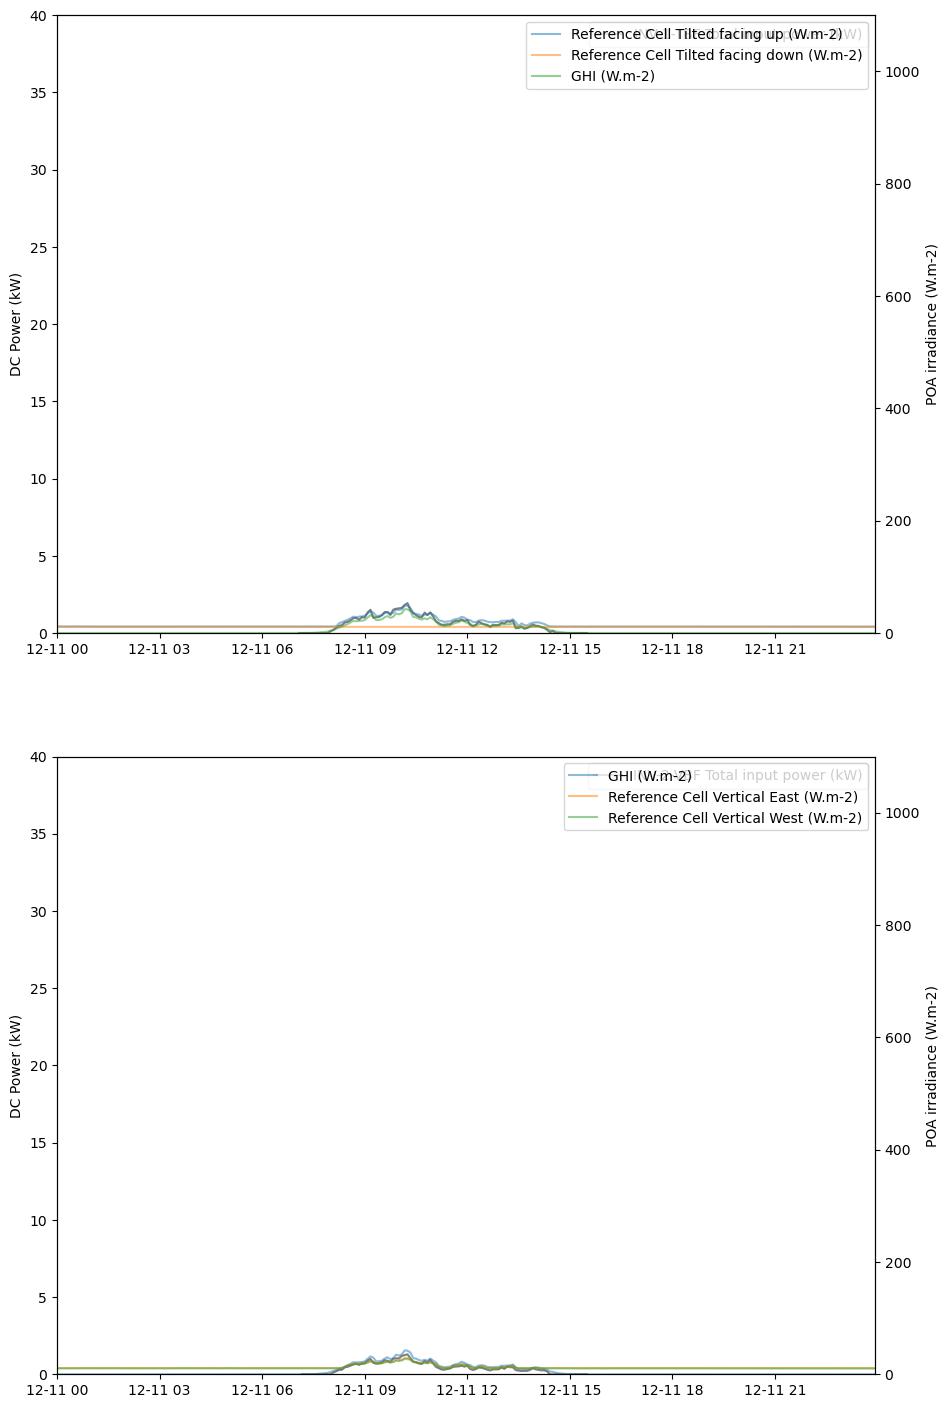 40
35
30
25
20
15
10
5
0
DC Power (kW)
Reference Cell Tilted facing up (W.m-2)
Reference Cell Tilted facing down (W.m-2)
GHI (W.m-2)
1000
800
600
400
200
0
POA irradiance (W.m-2)
12-11 00 12-11 03 12-11 06 12-11 09 12-11 12 12-11 15 12-11 18 12-11 21
40
35
30
25
20
15
10
5
0
DC Power (kW)
Total input power (kW)
GHI (W.m-2)
Reference Cell Vertical East (W.m-2)
Reference Cell Vertical West (W.m-2)
1000
800
600
400
200
0
POA irradiance (W.m-2)
12-11 00 12-11 03 12-11 06 12-11 09 12-11 12 12-11 15 12-11 18 12-11 21